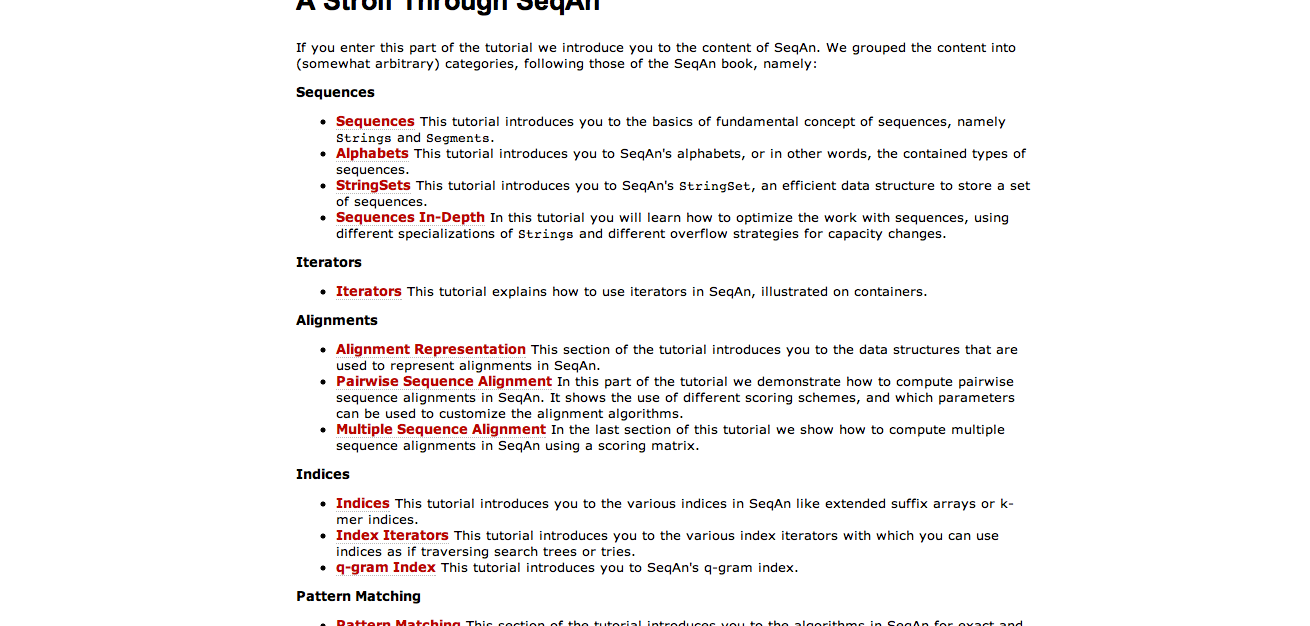 A Stroll Through SeqAn
If you enter this part of the tutorial we introduce you to the content of SeqAn. We grouped the content into
(somewhat arbitrary) categories, following those of the SeqAn book, namely:
Sequences
• Sequences This tutorial introduces you to the basics of fundamental concept of sequences, namely
Strings and Segments.
• Alphabets This tutorial introduces you to SeqAn's alphabets, or in other words, the contained types of
sequences.
• StringSets This tutorial introduces you to SeqAn's StringSet, an efficient data structure to store a set
of sequences.
• Sequences In-Depth In this tutorial you will learn how to optimize the work with sequences, using
different specializations of Strings and different overflow strategies for capacity changes.
Iterators
• Iterators This tutorial explains how to use iterators in SeqAn, illustrated on containers.
Alignments
• Alignment Representation This section of the tutorial introduces you to the data structures that are
used to represent alignments in SeqAn.
• Pairwise Sequence Alignment In this part of the tutorial we demonstrate how to compute pairwise
sequence alignments in SeqAn. It shows the use of different scoring schemes, and which parameters
can be used to customize the alignment algorithms.
• Multiple Sequence Alignment In the last section of this tutorial we show how to compute multiple
sequence alignments in SeqAn using a scoring matrix.
Indices
• Indices This tutorial introduces you to the various indices in SeqAn like extended suffix arrays or k-
mer indices.
• Index Iterators This tutorial introduces you to the various index iterators with which you can use
indices as if traversing search trees or tries.
• q-gram Index This tutorial introduces you to SeqAn's q-gram index.
Pattern Matching
• Pattern Matching This section of the tutorial introduces you to the algorithms in SeqAn for exact and